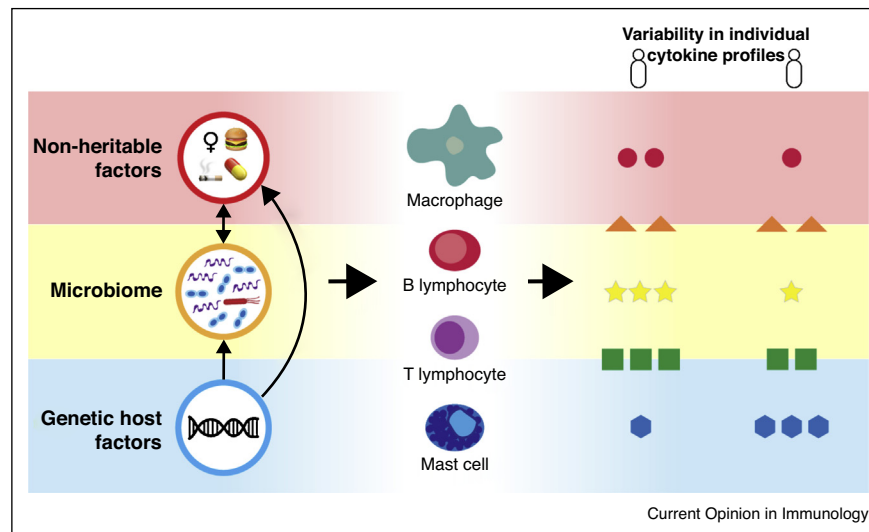 Variability in individual
cytokine profiles
Non-heritable
factors
Macrophage
B lymphocyte
Microbiome
T lymphocyte
Genetic host
factors
Mast cell
Current Opinion in Immunology